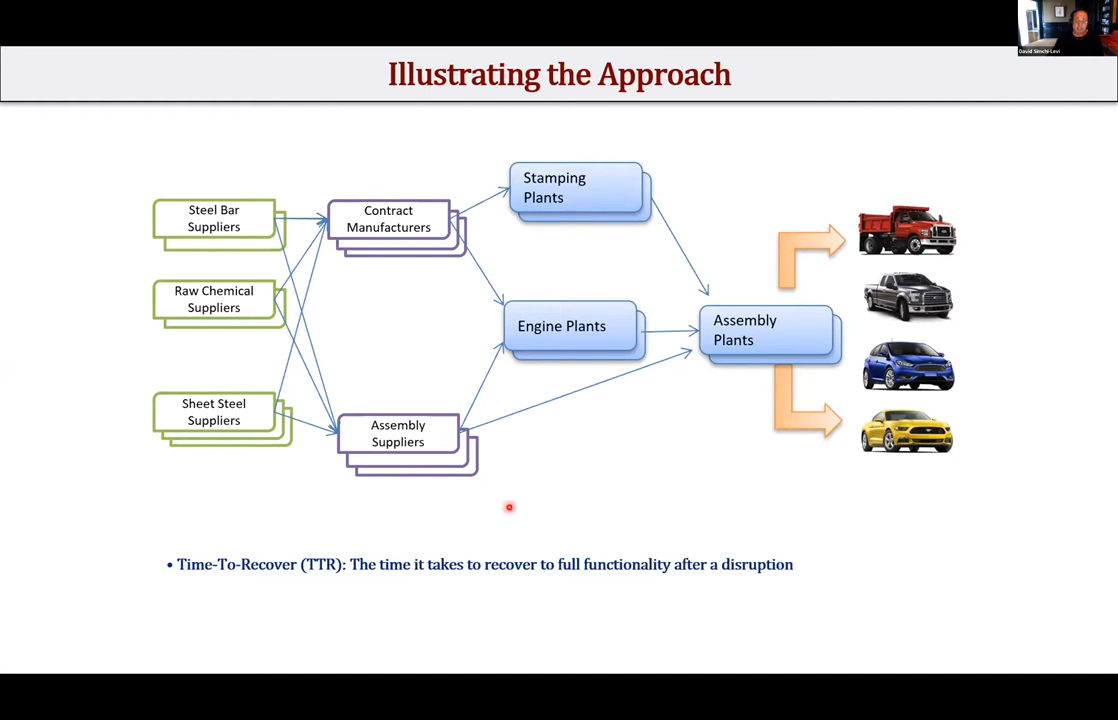 David Simchi-Levi
Illustrating the Approach
Stamping
Plants
Steel Bar
Suppliers
Contract
Manufacturers
Raw Chemical
Suppliers
Engine Plants
Assembly
Plants
Sheet Steel
Suppliers
Assembly
Suppliers
• Time-To-Recover (TTR): The time it takes to recover to full functionality after a disruption